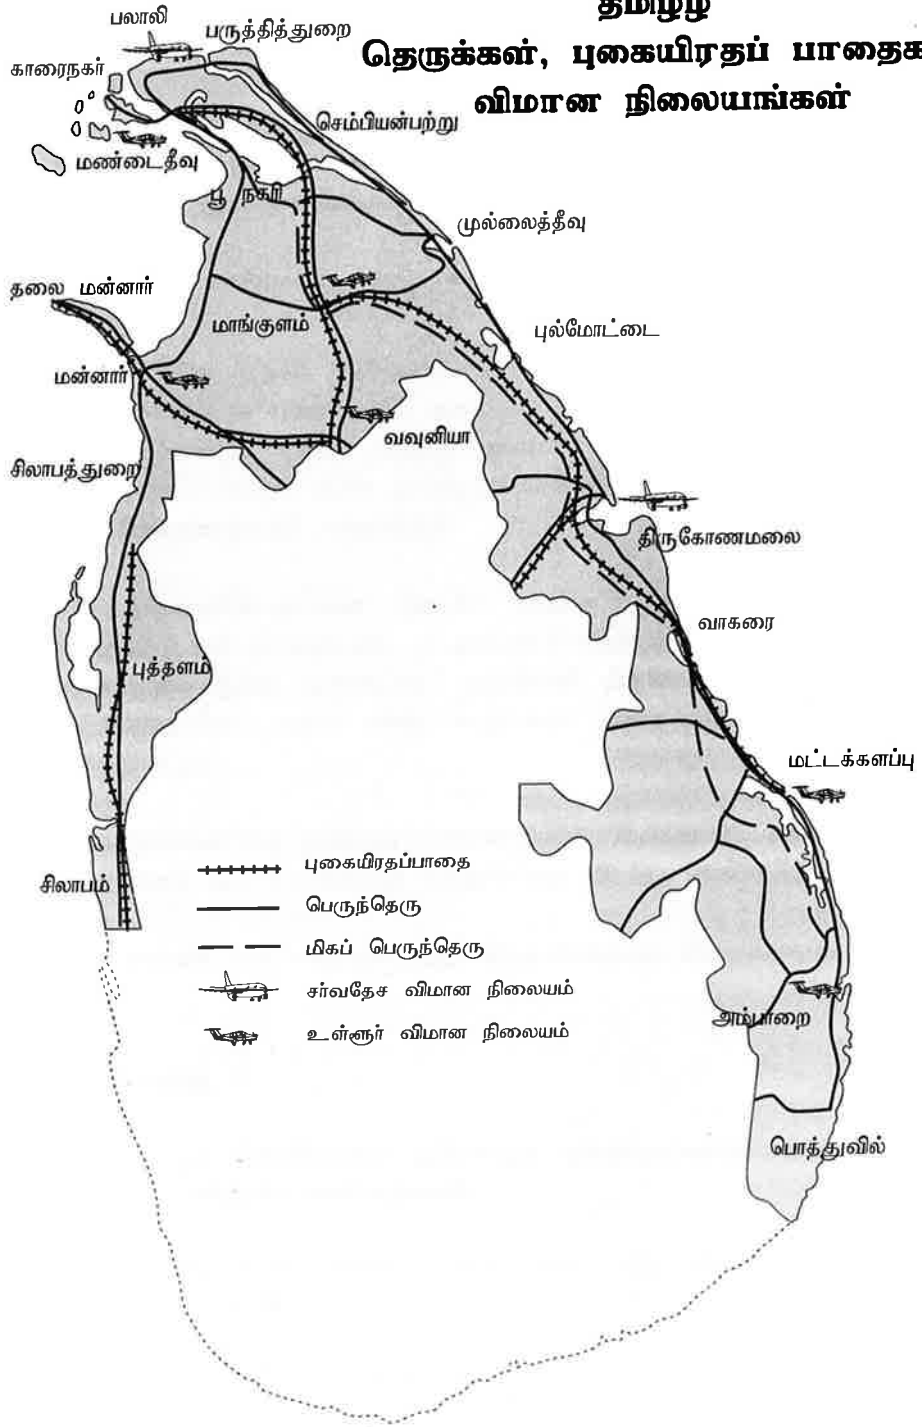 தமிழீழ
தெருக்கள், புகையிரதப் பாதைக
விமான நிலையங்கள்
பலாலி
பருத்தித்துறை
காரைநகர்
செம்பியன்பற்று
மண்டைதீவு
பூ நகரி
முல்லைத்தீவு
தலை மன்னார்
மாங்குளம்
புல்மோட்டை
மன்னார்
வவுனியா
சிலாபத்துறை
திருகோணமலை
வாகரை
புத்தளம்
மட்டக்களப்பு
புகையிரதப்பாதை
சிலாபம்
பெருந்தெரு
மிகப் பெருந்தெரு
சர்வதேச விமான நிலையம்
அம்பாறை
உள்ளூர் விமான நிலையம்
பொத்துவில்